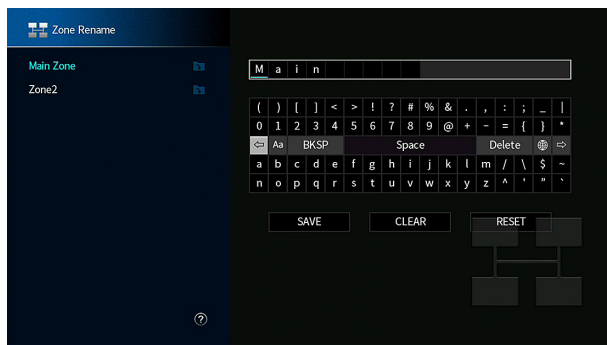 Zone Rename
Main Zone
Zone2
M a i n
( ) [ ] < > ! ? # % & . , : ; _ |
0 1 2 3 4 5 6 7 8 9 @ + - = { } *
⇦ Aa BKSP Space Delete ⇨
a b c d e f g h i j k l m / \ $ ~
n o p q r s t u v w x y z ^ ' " `
SAVE CLEAR RESET
?